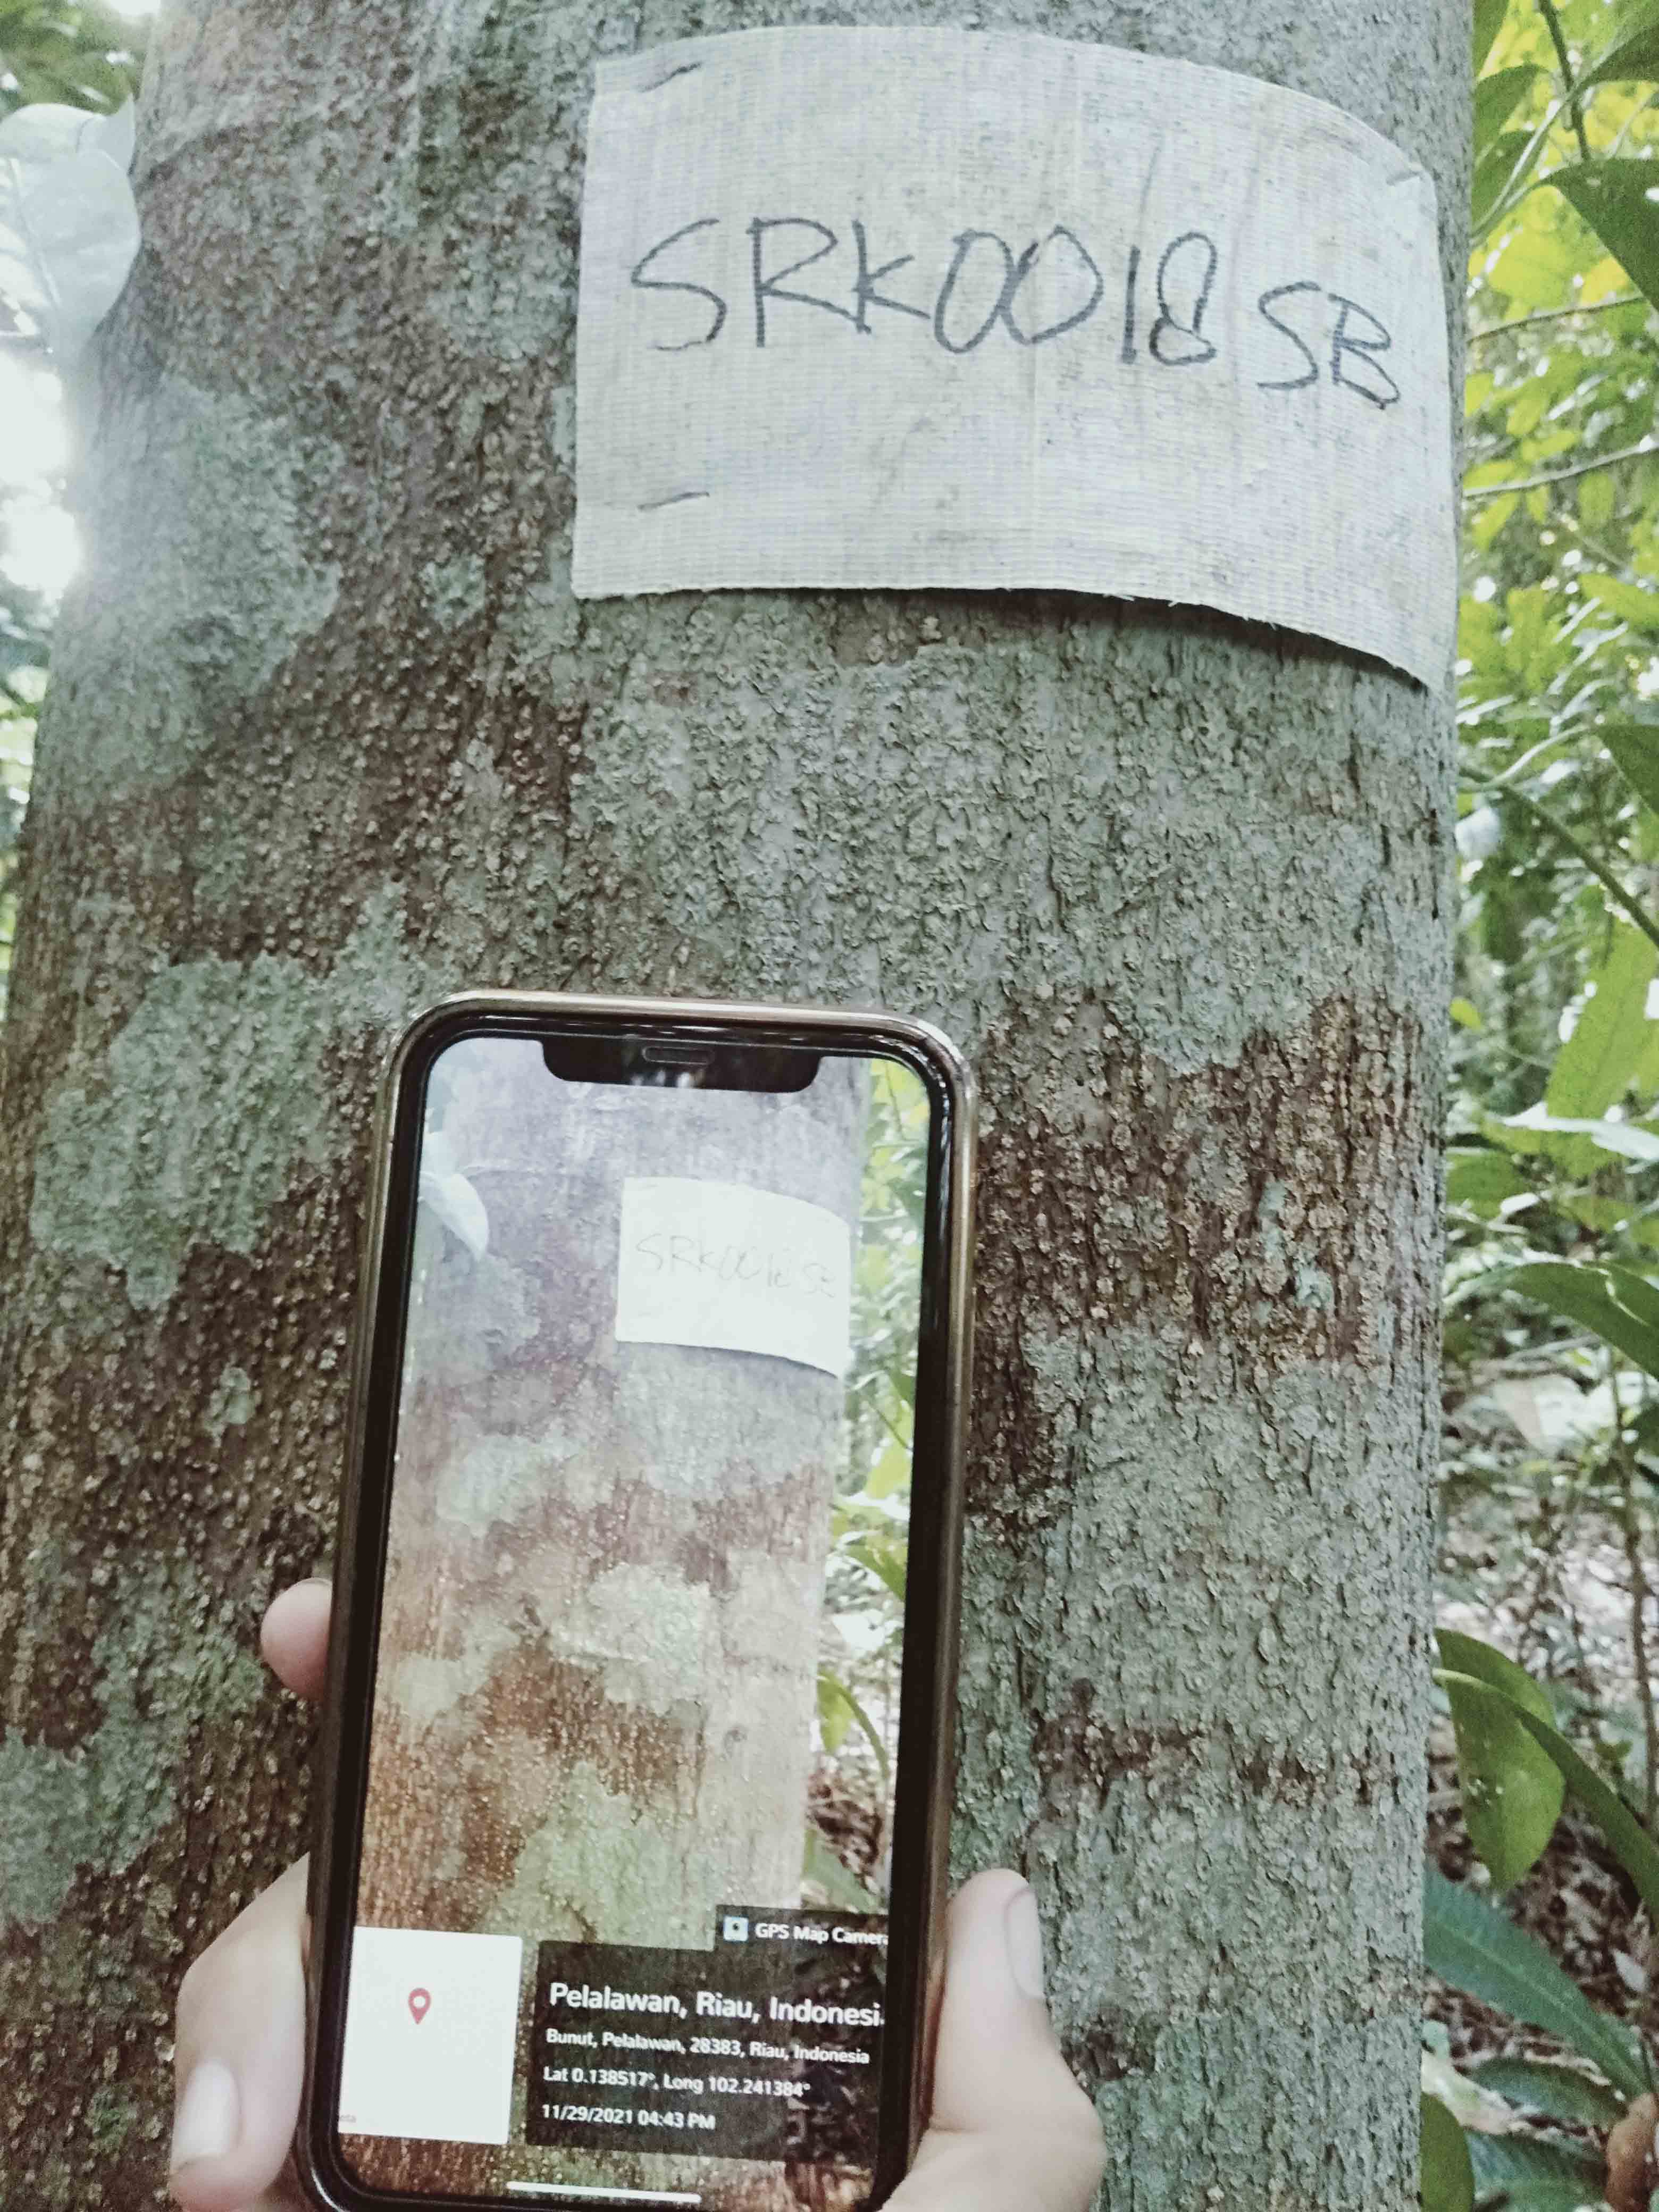 SRK0018 SB
SRK0018 SB
GPS Map Camera
Pelalawan, Riau, Indonesi
Bunut, Pelalawan, 28383, Riau, Indonesia
Lat 0.138517°, Long 102.241384°
11/29/2021 04:43 PM